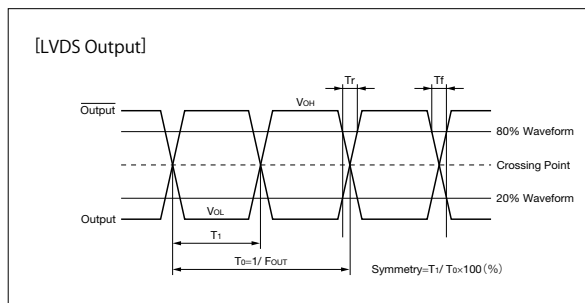 [LVDS Output]
Tr
Tf
Output
VOH
80% Waveform
Crossing Point
20% Waveform
Output
VOL
T1
T0=1/ FOUT
Symmetry=T1/ T0×100(%)